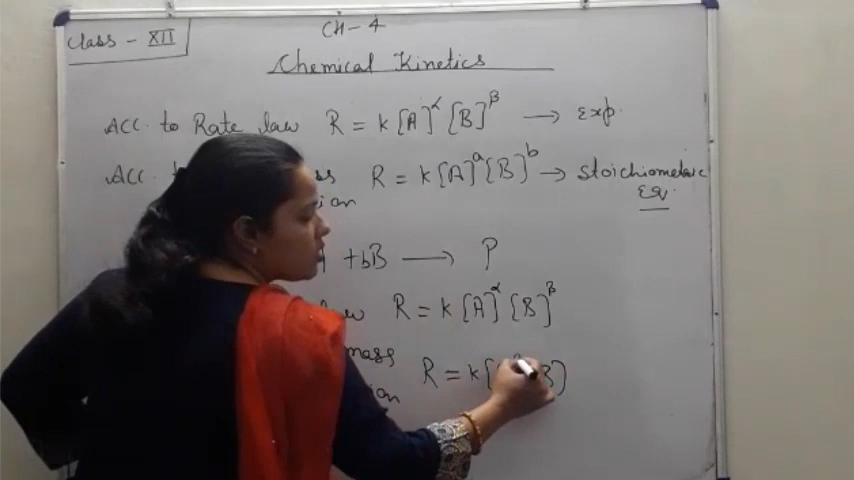 Class - XII
CH-4
Chemical Kinetics
Acc. to Rate law R = k[A]^α [B]^β → Exp.
Acc. R = k[A]^a [B]^b → stoichiometric
Eq.
+bB → P
R = k[A]^α [B]^β
mass
R = k[